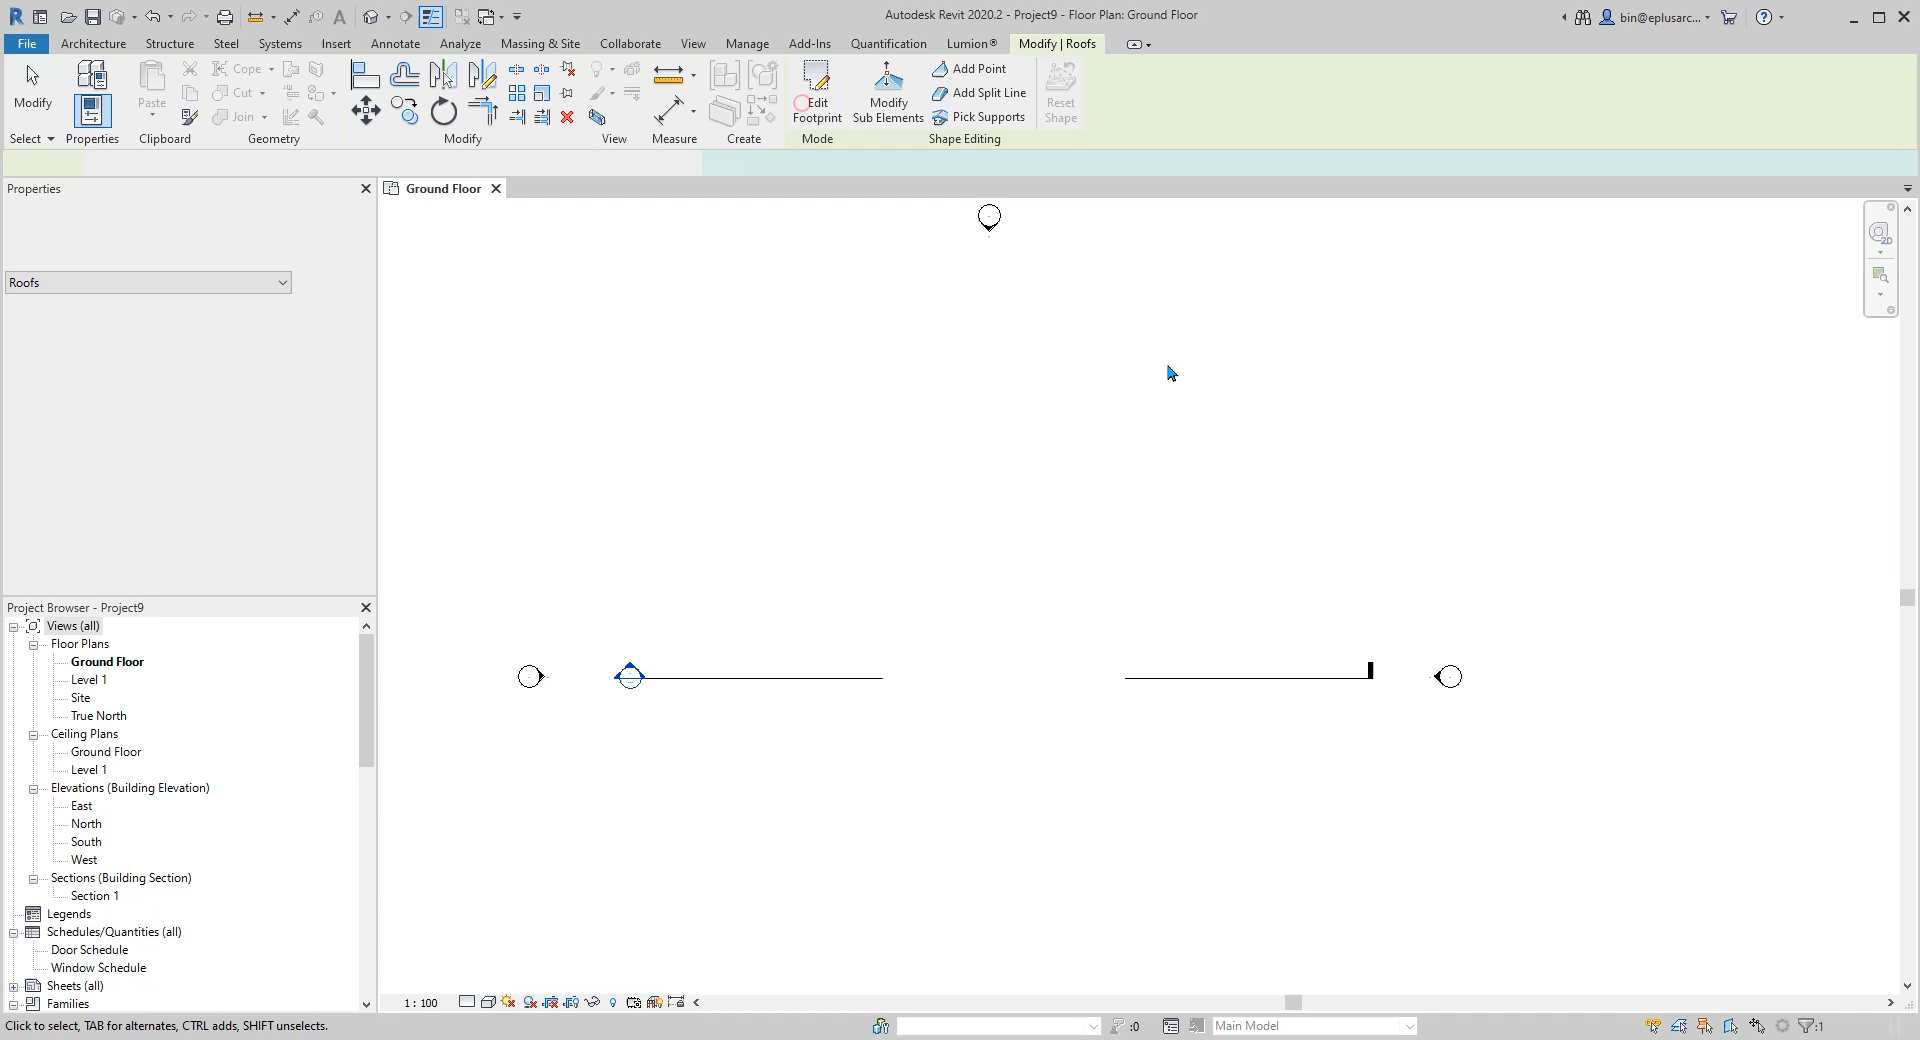 Autodesk Revit 2020.2 - Project9 - Floor Plan: Ground Floor
bin@eplusarc...
File Architecture Structure Steel Systems Insert Annotate Analyze Massing & Site Collaborate View Manage Add-Ins Quantification Lumion® Modify | Roofs
Modify
Paste
Cope
Cut
Join
Edit
Footprint
Modify
Sub Elements
Add Point
Add Split Line
Pick Supports
Reset
Shape
Select Properties Clipboard Geometry Modify View Measure Create Mode Shape Editing
Properties
Ground Floor
2D
Roofs
Project Browser - Project9
Views (all)
Floor Plans
Ground Floor
Level 1
Site
True North
Ceiling Plans
Ground Floor
Level 1
Elevations (Building Elevation)
East
North
South
West
Sections (Building Section)
Section 1
Legends
Schedules/Quantities (all)
Door Schedule
Window Schedule
Sheets (all)
Families
1 : 100
Click to select, TAB for alternates, CTRL adds, SHIFT unselects.
:0
Main Model
:1